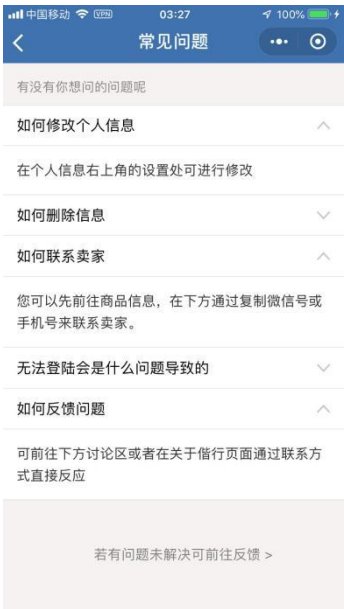 中国移动 VPN 03:27 100%
常见问题
有没有你想问的问题呢
如何修改个人信息
在个人信息右上角的设置处可进行修改
如何删除信息
如何联系卖家
您可以先前往商品信息，在下方通过复制微信号或
手机号来联系卖家。
无法登陆会是什么问题导致的
如何反馈问题
可前往下方讨论区或者在关于偕行页面通过联系方
式直接反应
若有问题未解决可前往反馈 >